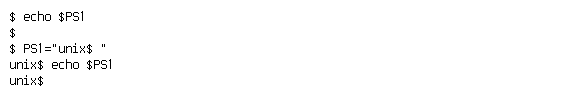 $ echo $PS1
$
$ PS1="unix$ "
unix$ echo $PS1
unix$